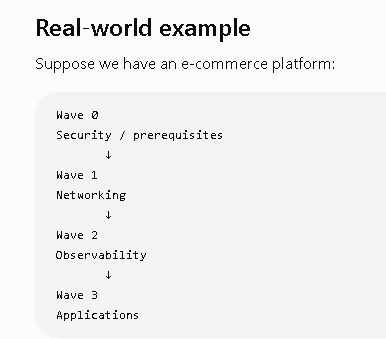 Real-world example
Suppose we have an e-commerce platform:
Wave 0
Security / prerequisites
↓
Wave 1
Networking
↓
Wave 2
Observability
↓
Wave 3
Applications